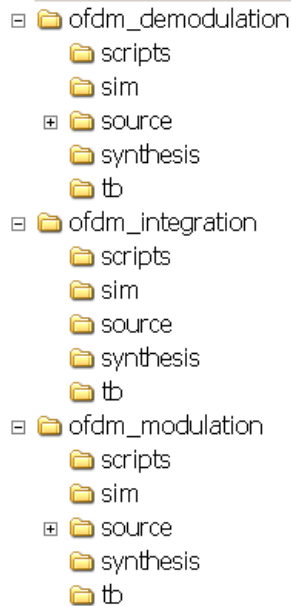 ofdm_demodulation
scripts
sim
source
synthesis
tb
ofdm_integration
scripts
sim
source
synthesis
tb
ofdm_modulation
scripts
sim
source
synthesis
tb